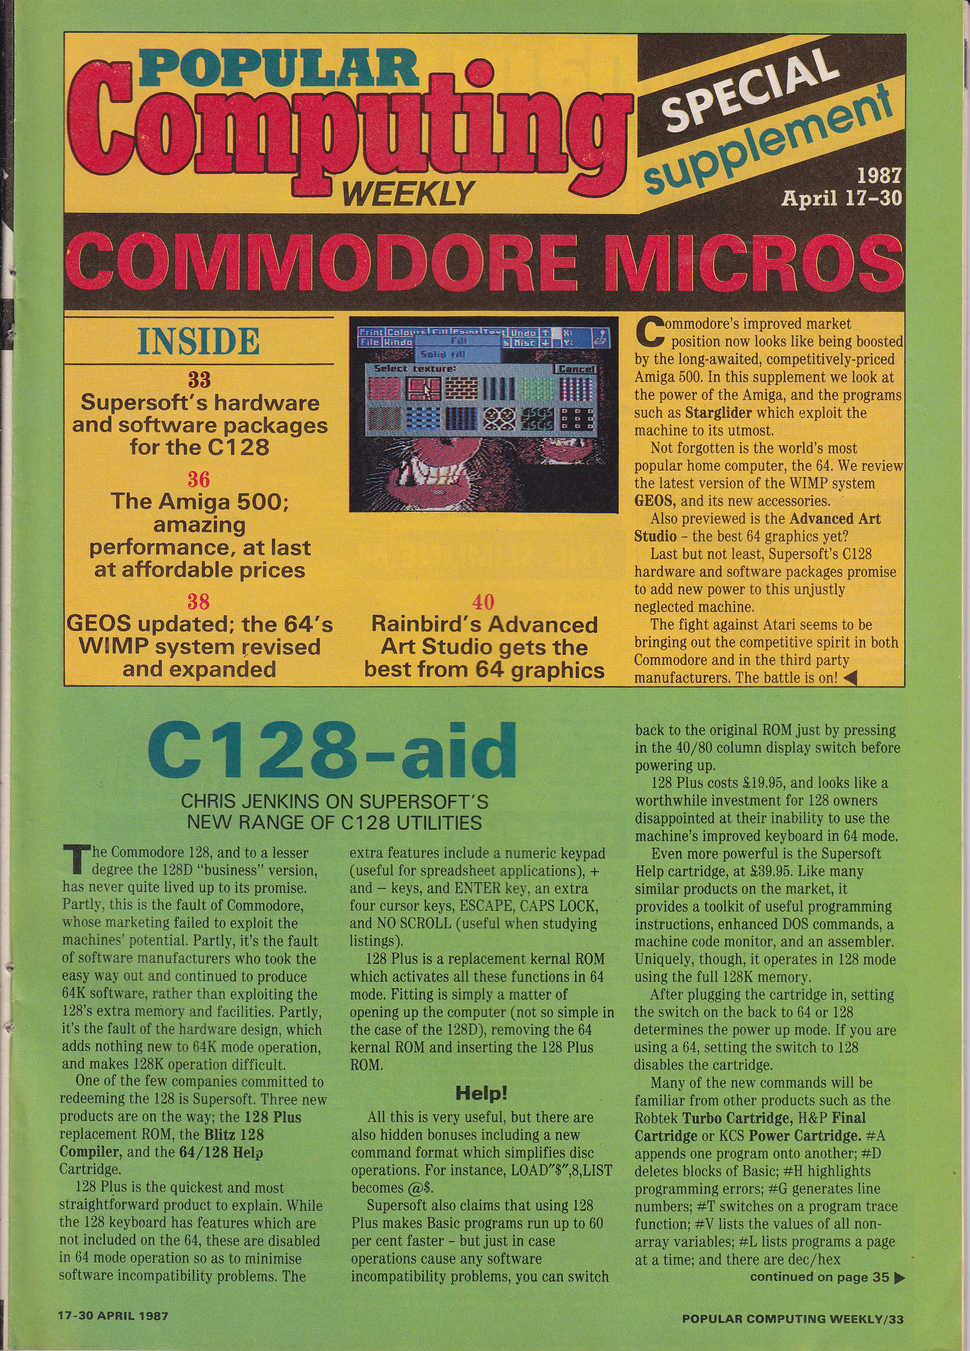 POPULAR
Computing
WEEKLY
SPECIAL
supplement
1987
April 17-30
COMMODORE MICROS
INSIDE
33
Supersoft's hardware
and software packages
for the C128
36
The Amiga 500;
amazing
performance, at last
at affordable prices
38
GEOS updated; the 64's
WIMP system revised
and expanded
Print Colours Fill Paint Text Undo ↑ X:
File Windo Fill s Misc ↓ Y:
Solid fill
Select texture: Cancel
40
Rainbird's Advanced
Art Studio gets the
best from 64 graphics
Commodore's improved market
position now looks like being boosted
by the long-awaited, competitively-priced
Amiga 500. In this supplement we look at
the power of the Amiga, and the programs
such as Starglider which exploit the
machine to its utmost.
Not forgotten is the world's most
popular home computer, the 64. We review
the latest version of the WIMP system
GEOS, and its new accessories.
Also previewed is the Advanced Art
Studio – the best 64 graphics yet?
Last but not least, Supersoft's C128
hardware and software packages promise
to add new power to this unjustly
neglected machine.
The fight against Atari seems to be
bringing out the competitive spirit in both
Commodore and in the third party
manufacturers. The battle is on! ◀
C128-aid
CHRIS JENKINS ON SUPERSOFT'S
NEW RANGE OF C128 UTILITIES
The Commodore 128, and to a lesser
degree the 128D "business" version,
has never quite lived up to its promise.
Partly, this is the fault of Commodore,
whose marketing failed to exploit the
machines' potential. Partly, it's the fault
of software manufacturers who took the
easy way out and continued to produce
64K software, rather than exploiting the
128's extra memory and facilities. Partly,
it's the fault of the hardware design, which
adds nothing new to 64K mode operation,
and makes 128K operation difficult.
One of the few companies committed to
redeeming the 128 is Supersoft. Three new
products are on the way; the 128 Plus
replacement ROM, the Blitz 128
Compiler, and the 64/128 Help
Cartridge.
128 Plus is the quickest and most
straightforward product to explain. While
the 128 keyboard has features which are
not included on the 64, these are disabled
in 64 mode operation so as to minimise
software incompatibility problems. The
extra features include a numeric keypad
(useful for spreadsheet applications), +
and – keys, and ENTER key, an extra
four cursor keys, ESCAPE, CAPS LOCK,
and NO SCROLL (useful when studying
listings).
128 Plus is a replacement kernal ROM
which activates all these functions in 64
mode. Fitting is simply a matter of
opening up the computer (not so simple in
the case of the 128D), removing the 64
kernal ROM and inserting the 128 Plus
ROM.
Help!
All this is very useful, but there are
also hidden bonuses including a new
command format which simplifies disc
operations. For instance, LOAD"$",8,LIST
becomes @$.
Supersoft also claims that using 128
Plus makes Basic programs run up to 60
per cent faster – but just in case
operations cause any software
incompatibility problems, you can switch
back to the original ROM just by pressing
in the 40/80 column display switch before
powering up.
128 Plus costs £19.95, and looks like a
worthwhile investment for 128 owners
disappointed at their inability to use the
machine's improved keyboard in 64 mode.
Even more powerful is the Supersoft
Help cartridge, at £39.95. Like many
similar products on the market, it
provides a toolkit of useful programming
instructions, enhanced DOS commands, a
machine code monitor, and an assembler.
Uniquely, though, it operates in 128 mode
using the full 128K memory.
After plugging the cartridge in, setting
the switch on the back to 64 or 128
determines the power up mode. If you are
using a 64, setting the switch to 128
disables the cartridge.
Many of the new commands will be
familiar from other products such as the
Robtek Turbo Cartridge, H&P Final
Cartridge or KCS Power Cartridge. #A
appends one program onto another; #D
deletes blocks of Basic; #H highlights
programming errors; #G generates line
numbers; #T switches on a program trace
function; #V lists the values of all non-
array variables; #L lists programs a page
at a time; and there are dec/hex
continued on page 35 ▶
17-30 APRIL 1987
POPULAR COMPUTING WEEKLY/33